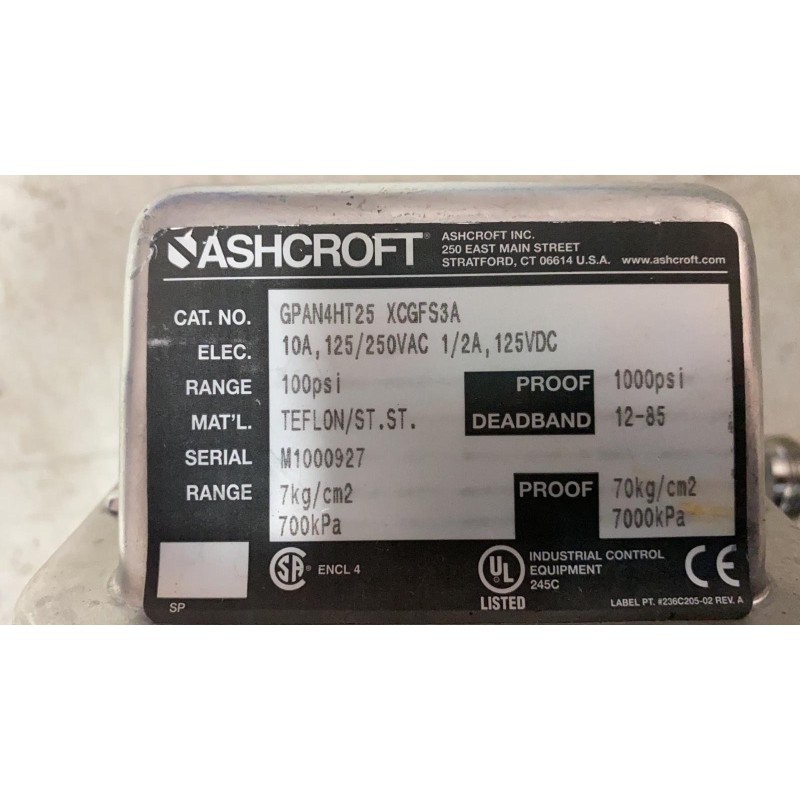 ASHCROFT®
ASHCROFT INC.
250 EAST MAIN STREET
STRATFORD, CT 06614 U.S.A. www.ashcroft.com
CAT. NO. GPAN4HT25 XCGFS3A
ELEC. 10A,125/250VAC 1/2A,125VDC
RANGE 100psi PROOF 1000psi
MAT'L. TEFLON/ST.ST. DEADBAND 12-85
SERIAL M1000927
RANGE 7kg/cm2 PROOF 70kg/cm2
700kPa 7000kPa
SP
SA® ENCL 4
UL LISTED
INDUSTRIAL CONTROL
EQUIPMENT
245C
CE
LABEL PT. #236C205-02 REV. A